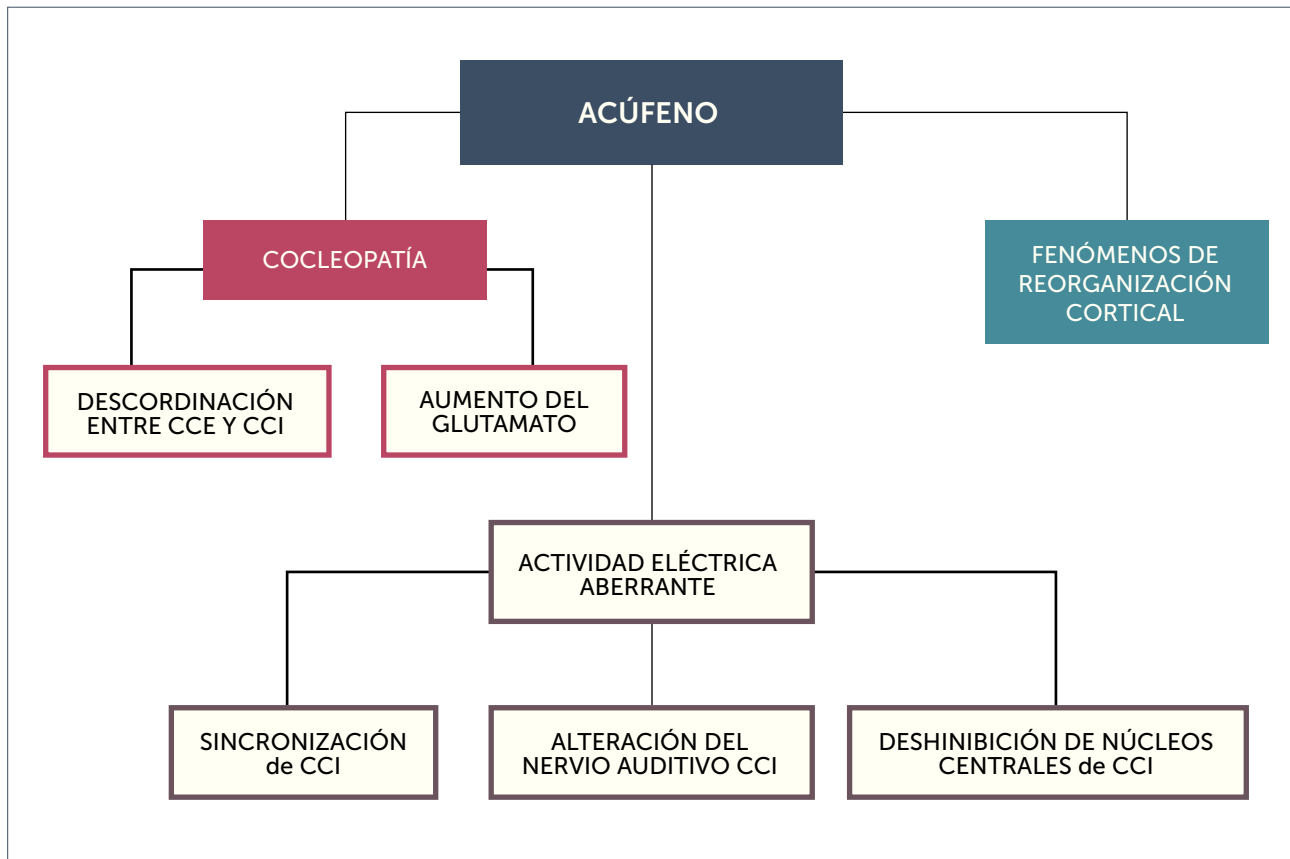 ACÚFENO
COCLEOPATÍA
FENÓMENOS DE
REORGANIZACIÓN
CORTICAL
DESCORDINACIÓN
ENTRE CCE Y CCI
AUMENTO DEL
GLUTAMATO
ACTIVIDAD ELÉCTRICA
ABERRANTE
SINCRONIZACIÓN
de CCI
ALTERACIÓN DEL
NERVIO AUDITIVO CCI
DESHINIBICIÓN DE NÚCLEOS
CENTRALES de CCI